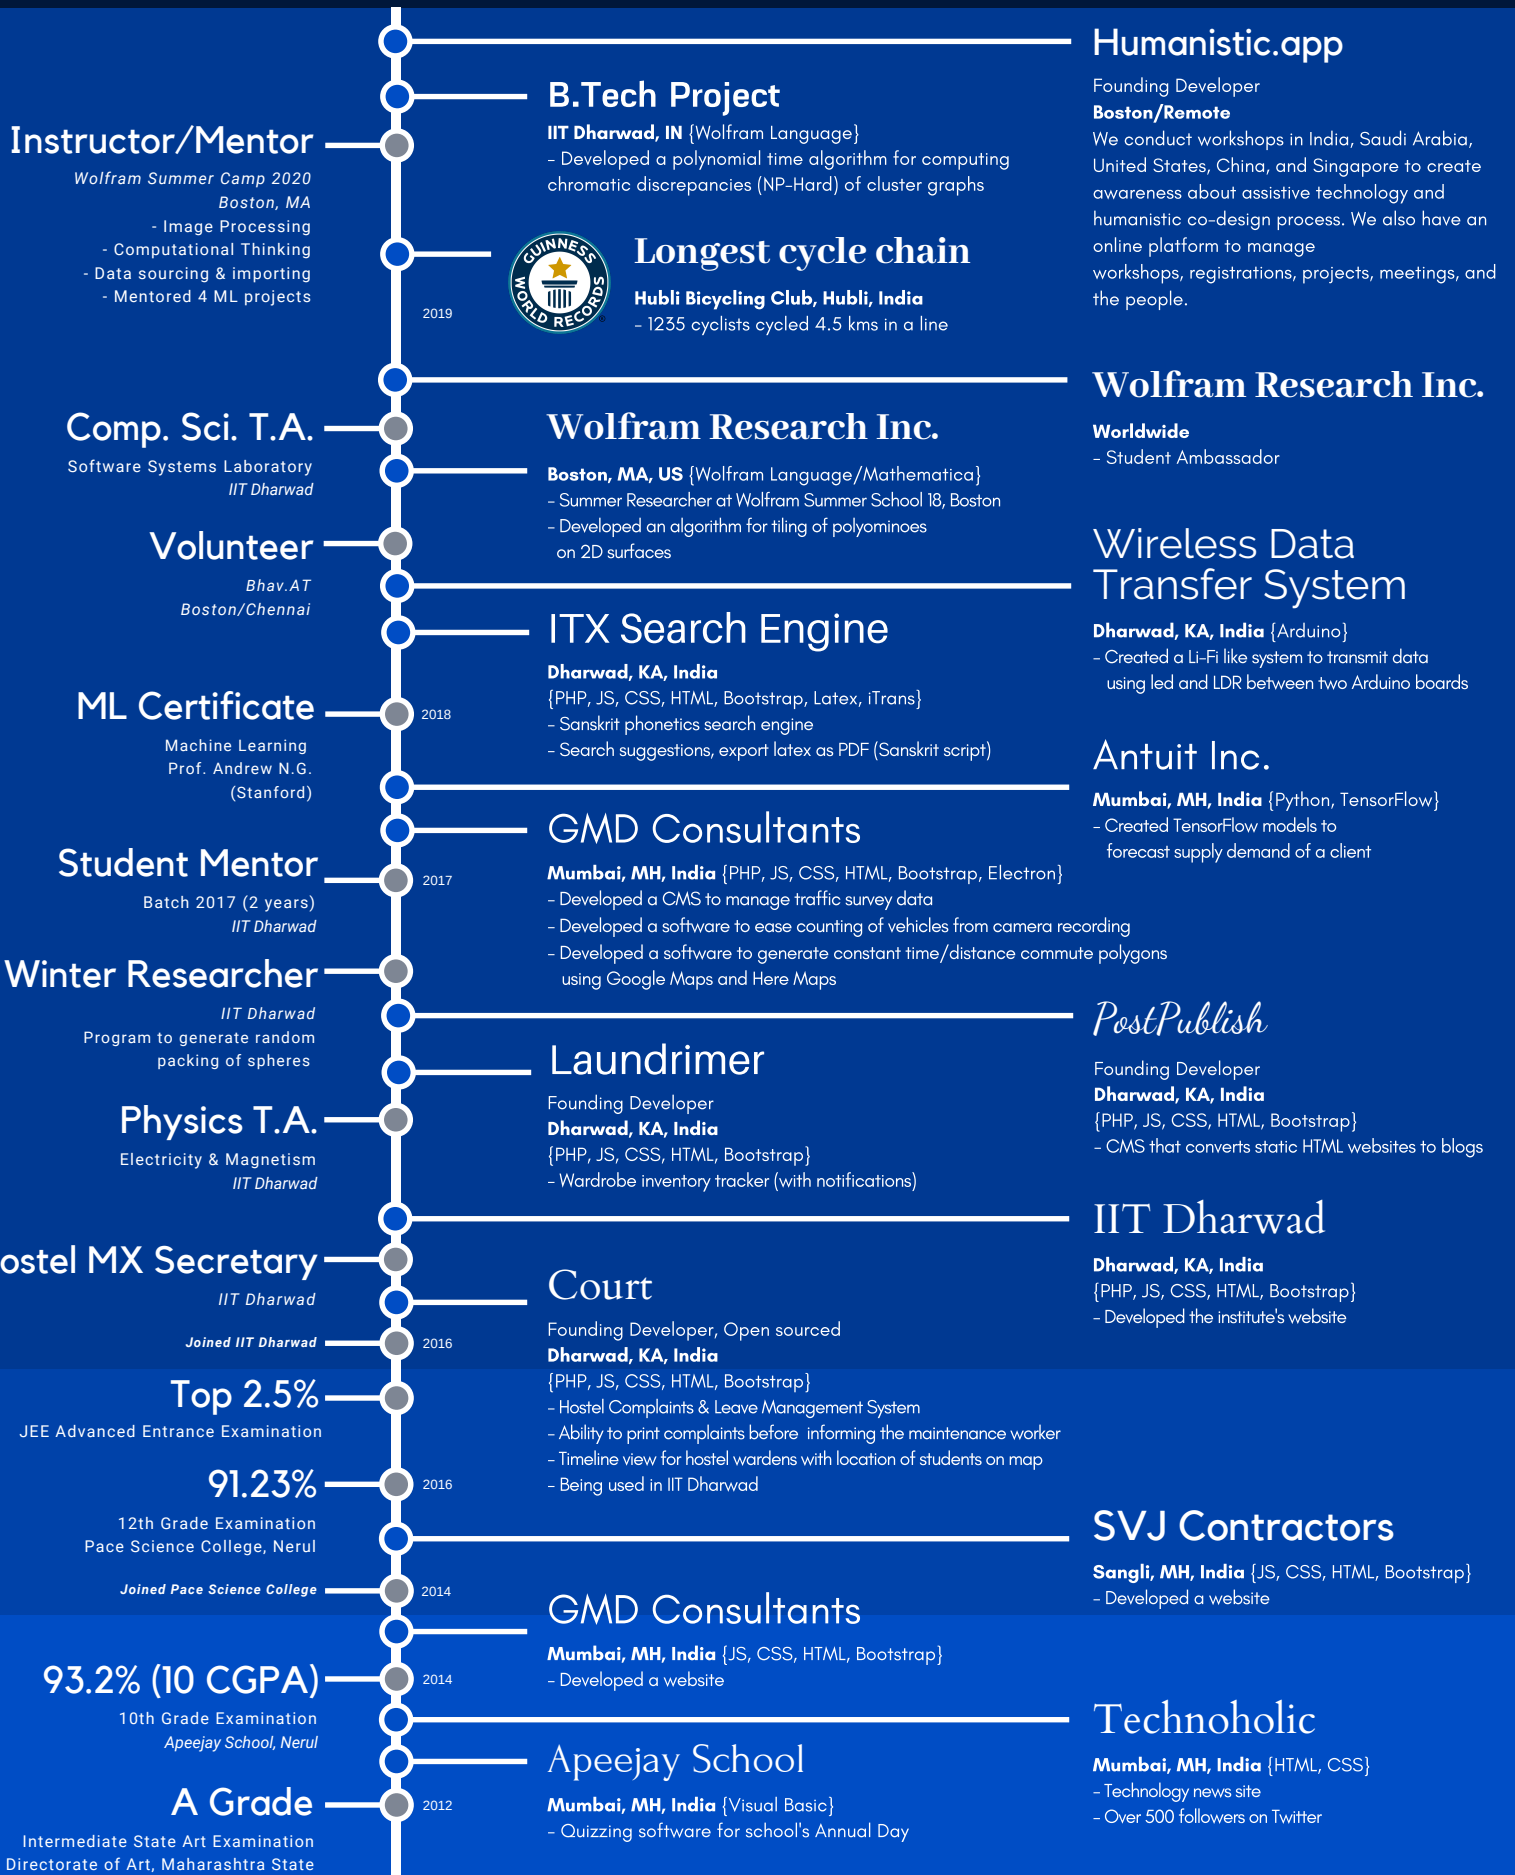 Humanistic.app
Founding Developer
Boston/Remote
We conduct workshops in India, Saudi Arabia,
United States, China, and Singapore to create
awareness about assistive technology and
humanistic co-design process. We also have an
online platform to manage
workshops, registrations, projects, meetings, and
the people.
B.Tech Project
IIT Dharwad, IN {Wolfram Language}
- Developed a polynomial time algorithm for computing
chromatic discrepancies (NP-Hard) of cluster graphs
Instructor/Mentor
Wolfram Summer Camp 2020
Boston, MA
- Image Processing
- Computational Thinking
- Data sourcing & importing
- Mentored 4 ML projects
2019
GUINNESS
WORLD RECORDS
®
Longest cycle chain
Hubli Bicycling Club, Hubli, India
- 1235 cyclists cycled 4.5 kms in a line
Wolfram Research Inc.
Worldwide
- Student Ambassador
Comp. Sci. T.A.
Software Systems Laboratory
IIT Dharwad
Wolfram Research Inc.
Boston, MA, US {Wolfram Language/Mathematica}
- Summer Researcher at Wolfram Summer School 18, Boston
- Developed an algorithm for tiling of polyominoes
on 2D surfaces
Volunteer
Bhav.AT
Boston/Chennai
Wireless Data
Transfer System
Dharwad, KA, India {Arduino}
- Created a Li-Fi like system to transmit data
using led and LDR between two Arduino boards
ITX Search Engine
Dharwad, KA, India
{PHP, JS, CSS, HTML, Bootstrap, Latex, iTrans}
- Sanskrit phonetics search engine
- Search suggestions, export latex as PDF (Sanskrit script)
ML Certificate
2018
Machine Learning
Prof. Andrew N.G.
(Stanford)
Antuit Inc.
Mumbai, MH, India {Python, TensorFlow}
- Created TensorFlow models to
forecast supply demand of a client
GMD Consultants
Mumbai, MH, India {PHP, JS, CSS, HTML, Bootstrap, Electron}
- Developed a CMS to manage traffic survey data
- Developed a software to ease counting of vehicles from camera recording
- Developed a software to generate constant time/distance commute polygons
using Google Maps and Here Maps
Student Mentor
2017
Batch 2017 (2 years)
IIT Dharwad
Winter Researcher
IIT Dharwad
Program to generate random
packing of spheres
PostPublish
Founding Developer
Dharwad, KA, India
{PHP, JS, CSS, HTML, Bootstrap}
- CMS that converts static HTML websites to blogs
Laundrimer
Founding Developer
Dharwad, KA, India
{PHP, JS, CSS, HTML, Bootstrap}
- Wardrobe inventory tracker (with notifications)
Physics T.A.
Electricity & Magnetism
IIT Dharwad
IIT Dharwad
Dharwad, KA, India
{PHP, JS, CSS, HTML, Bootstrap}
- Developed the institute's website
ostel MX Secretary
IIT Dharwad
Court
Founding Developer, Open sourced
Dharwad, KA, India
{PHP, JS, CSS, HTML, Bootstrap}
- Hostel Complaints & Leave Management System
- Ability to print complaints before informing the maintenance worker
- Timeline view for hostel wardens with location of students on map
- Being used in IIT Dharwad
Joined IIT Dharwad
2016
Top 2.5%
JEE Advanced Entrance Examination
91.23%
2016
12th Grade Examination
Pace Science College, Nerul
SVJ Contractors
Sangli, MH, India {JS, CSS, HTML, Bootstrap}
- Developed a website
Joined Pace Science College
2014
GMD Consultants
Mumbai, MH, India {JS, CSS, HTML, Bootstrap}
- Developed a website
93.2% (10 CGPA)
2014
10th Grade Examination
Apeejay School, Nerul
Technoholic
Mumbai, MH, India {HTML, CSS}
- Technology news site
- Over 500 followers on Twitter
Apeejay School
Mumbai, MH, India {Visual Basic}
- Quizzing software for school's Annual Day
A Grade
2012
Intermediate State Art Examination
Directorate of Art, Maharashtra State